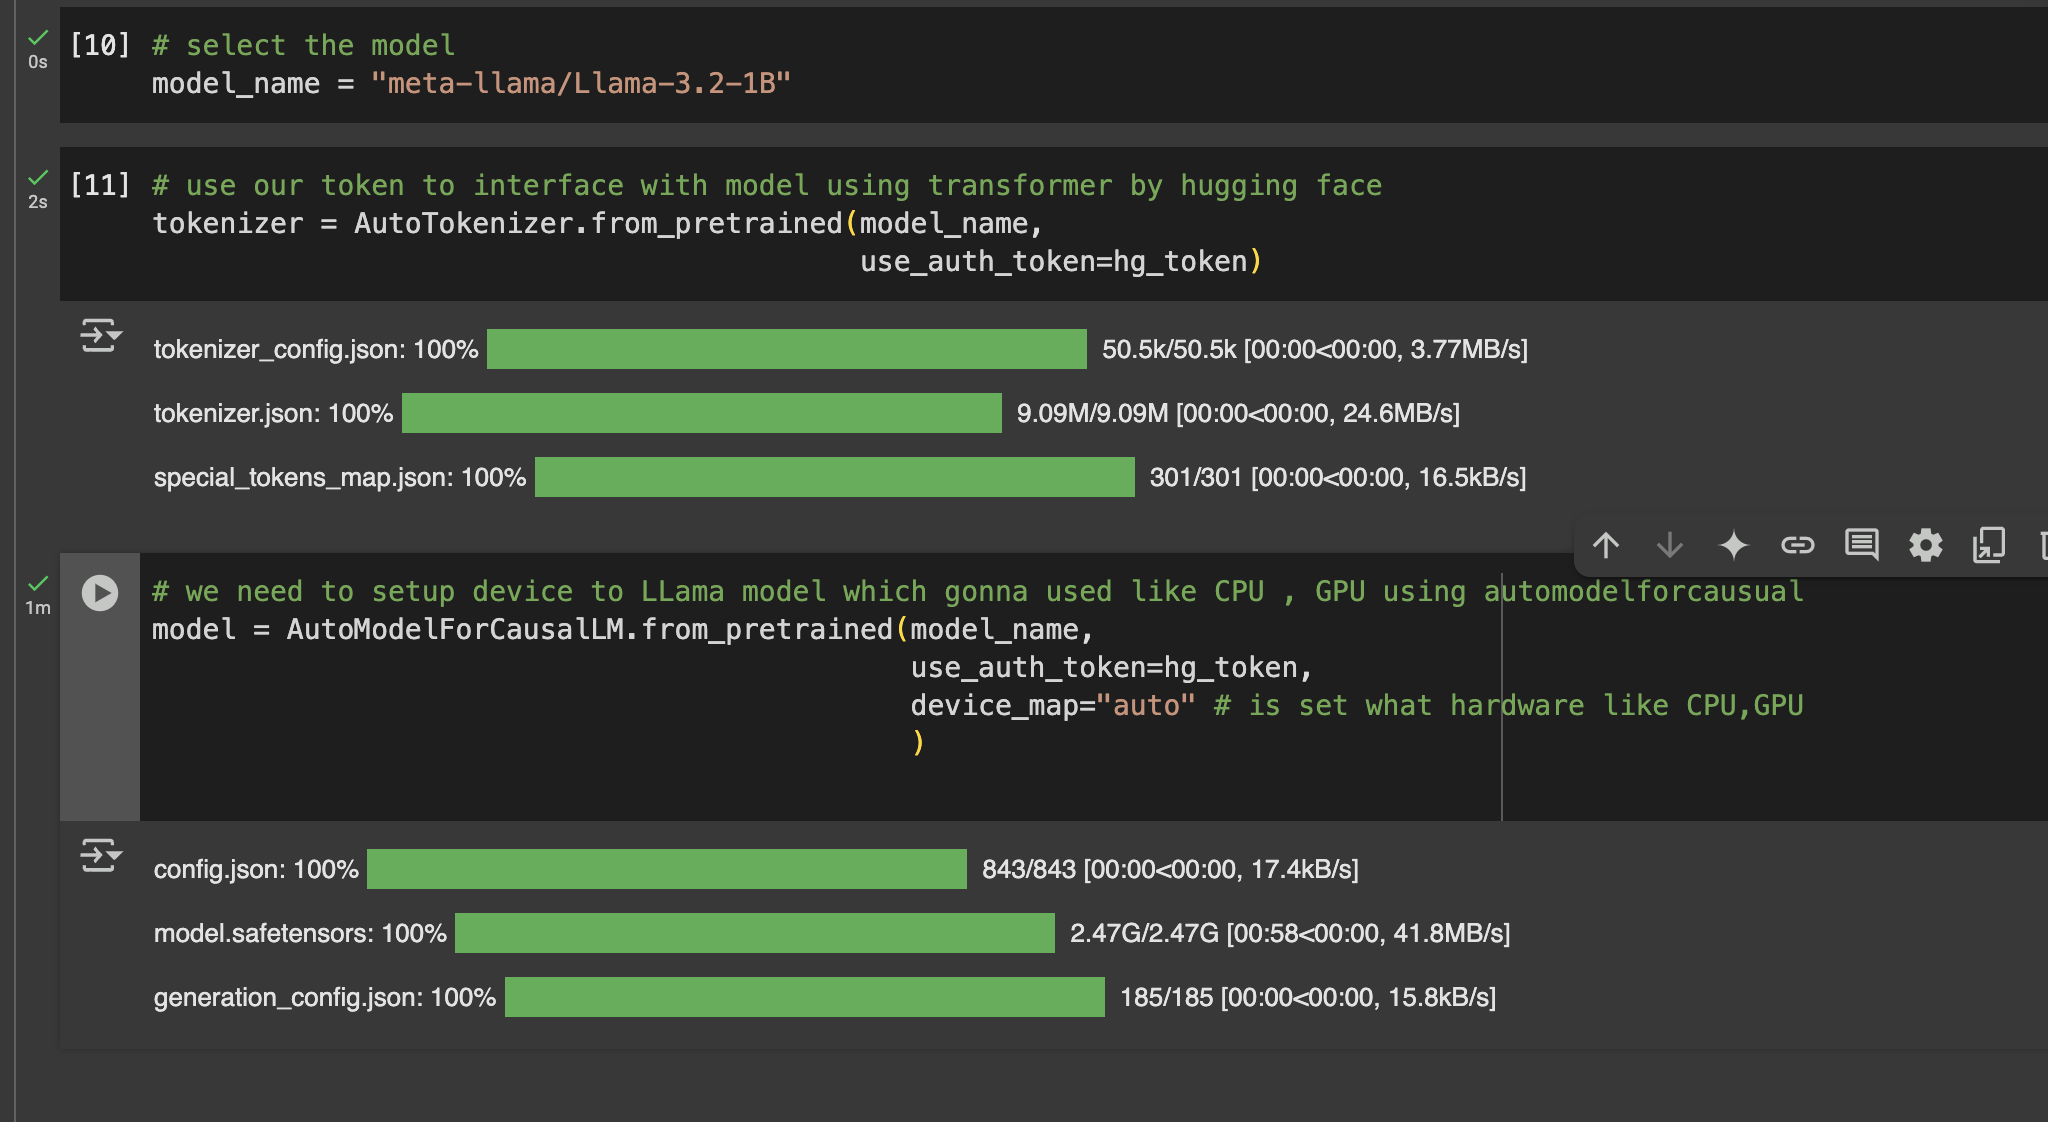 [10] # select the model
0s
model_name = "meta-llama/Llama-3.2-1B"
[11] # use our token to interface with model using transformer by hugging face
2s
tokenizer = AutoTokenizer.from_pretrained(model_name,
use_auth_token=hg_token)
tokenizer_config.json: 100% 50.5k/50.5k [00:00<00:00, 3.77MB/s]
tokenizer.json: 100% 9.09M/9.09M [00:00<00:00, 24.6MB/s]
special_tokens_map.json: 100% 301/301 [00:00<00:00, 16.5kB/s]
# we need to setup device to LLama model which gonna used like CPU , GPU using automodelforcausual
1m
model = AutoModelForCausalLM.from_pretrained(model_name,
use_auth_token=hg_token,
device_map="auto" # is set what hardware like CPU,GPU
)
config.json: 100% 843/843 [00:00<00:00, 17.4kB/s]
model.safetensors: 100% 2.47G/2.47G [00:58<00:00, 41.8MB/s]
generation_config.json: 100% 185/185 [00:00<00:00, 15.8kB/s]